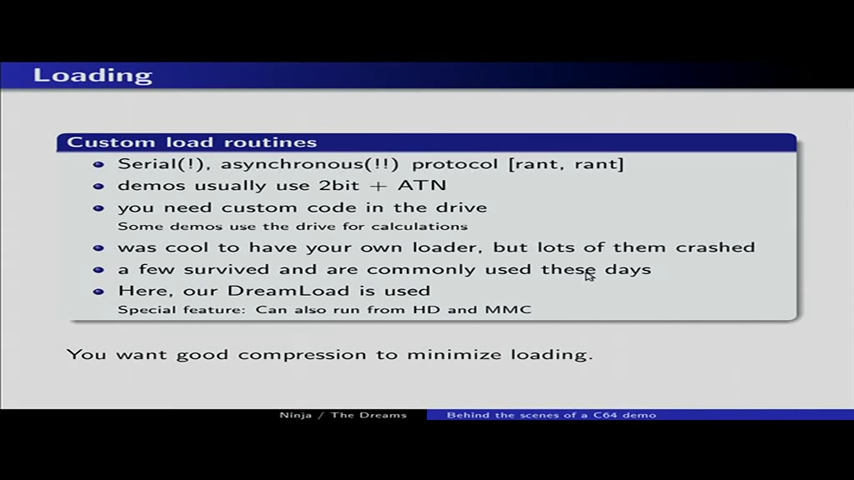 Loading
Custom load routines
Serial(!), asynchronous(!!) protocol [rant, rant]
demos usually use 2bit + ATN
you need custom code in the drive
Some demos use the drive for calculations
was cool to have your own loader, but lots of them crashed
a few survived and are commonly used these days
Here, our DreamLoad is used
Special feature: Can also run from HD and MMC
You want good compression to minimize loading.
Ninja / The Dreams
Behind the scenes of a C64 demo